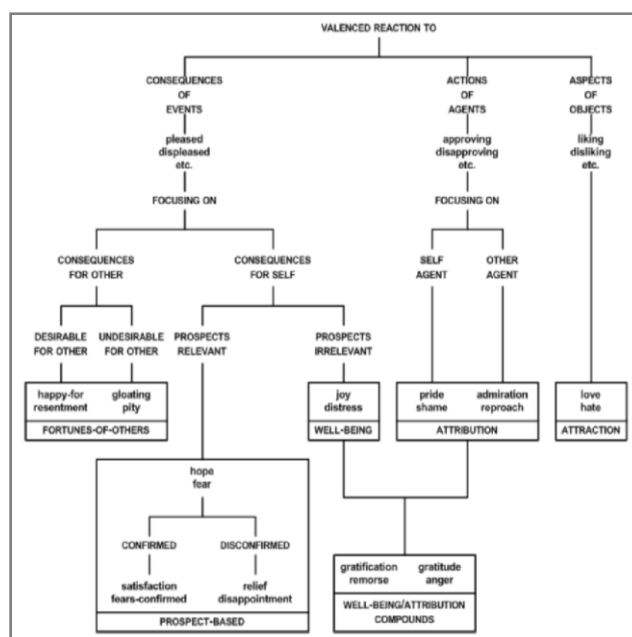 VALENCED REACTION TO
CONSEQUENCES
OF
EVENTS
pleased
displeased
etc.
FOCUSING ON
CONSEQUENCES
FOR OTHER
DESIRABLE
FOR OTHER
happy-for
resentment
UNDESIRABLE
FOR OTHER
gloating
pity
FORTUNES-OF-OTHERS
CONSEQUENCES
FOR SELF
PROSPECTS
RELEVANT
hope
fear
CONFIRMED
satisfaction
fears-confirmed
DISCONFIRMED
relief
disappointment
PROSPECT-BASED
PROSPECTS
IRRELEVANT
joy
distress
WELL-BEING
ACTIONS
OF
AGENTS
approving
disapproving
etc.
FOCUSING ON
SELF
AGENT
pride
shame
OTHER
AGENT
admiration
reproach
ATTRIBUTION
gratification
remorse
gratitude
anger
WELL-BEING/ATTRIBUTION
COMPOUNDS
ASPECTS
OF
OBJECTS
liking
disliking
etc.
love
hate
ATTRACTION